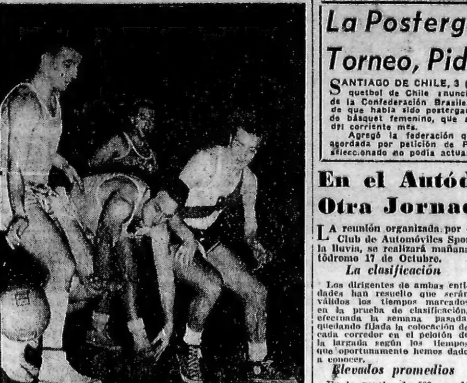 La Posterg
Torneo, Pid
SANTIAGO DE CHILE, 3
quetbol de Chile anunc
de la Confederación Brasile
de que había sido postergad
de básquet femenino, que
del corriente mes.
Agregó la federación q
acordada por petición de P
seleccionado no podía actua
En el Autód
Otra Jornad
LA reunión organizada por
Club de Automóviles Spo
la lluvia, se realizará mañana
tódromo 17 de Octubre.
La clasificación
Los dirigentes de ambas enti-
dades han resuelto que serán
válidos los tiempos marcados
en la prueba de clasificación,
efectuada la semana pasada,
quedando fijada la colocación de
cada corredor en el pelotón de
la largada según los tiempos
que oportunamente hemos dado
a conocer.
Elevados promedios